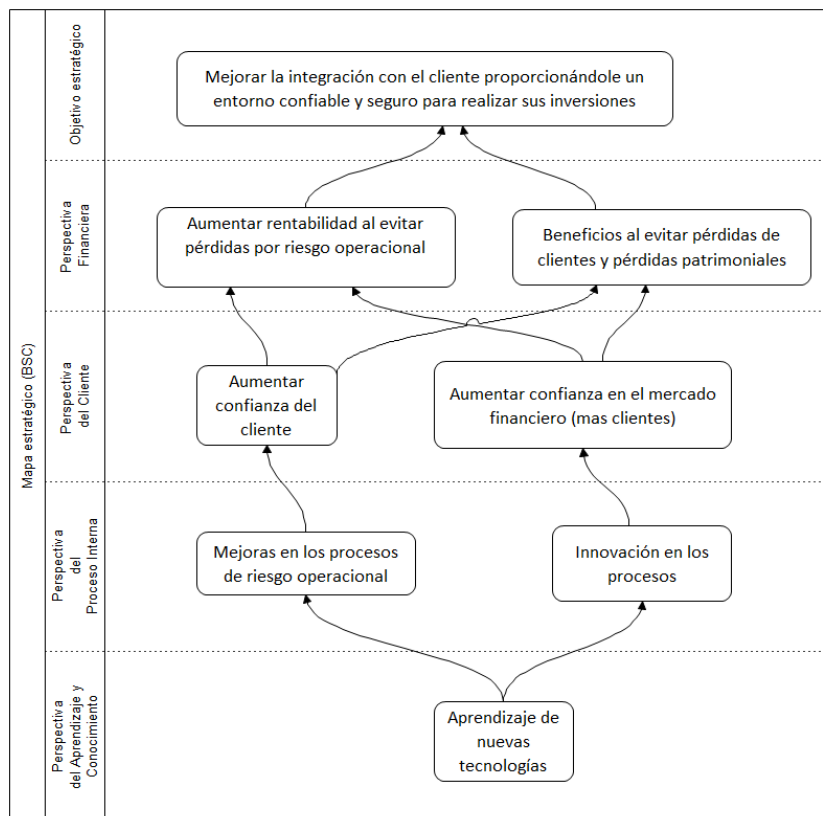 Mapa estratégico (BSC)
Objetivo estratégico
Mejorar la integración con el cliente proporcionándole un
entorno confiable y seguro para realizar sus inversiones
Perspectiva
Financiera
Aumentar rentabilidad al evitar
pérdidas por riesgo operacional
Beneficios al evitar pérdidas de
clientes y pérdidas patrimoniales
Perspectiva
del Cliente
Aumentar
confianza del
cliente
Aumentar confianza en el mercado
financiero (mas clientes)
Perspectiva
del
Proceso Interna
Mejoras en los procesos
de riesgo operacional
Innovación en los
procesos
Perspectiva
del Aprendizaje y
Conocimiento
Aprendizaje de
nuevas
tecnologías